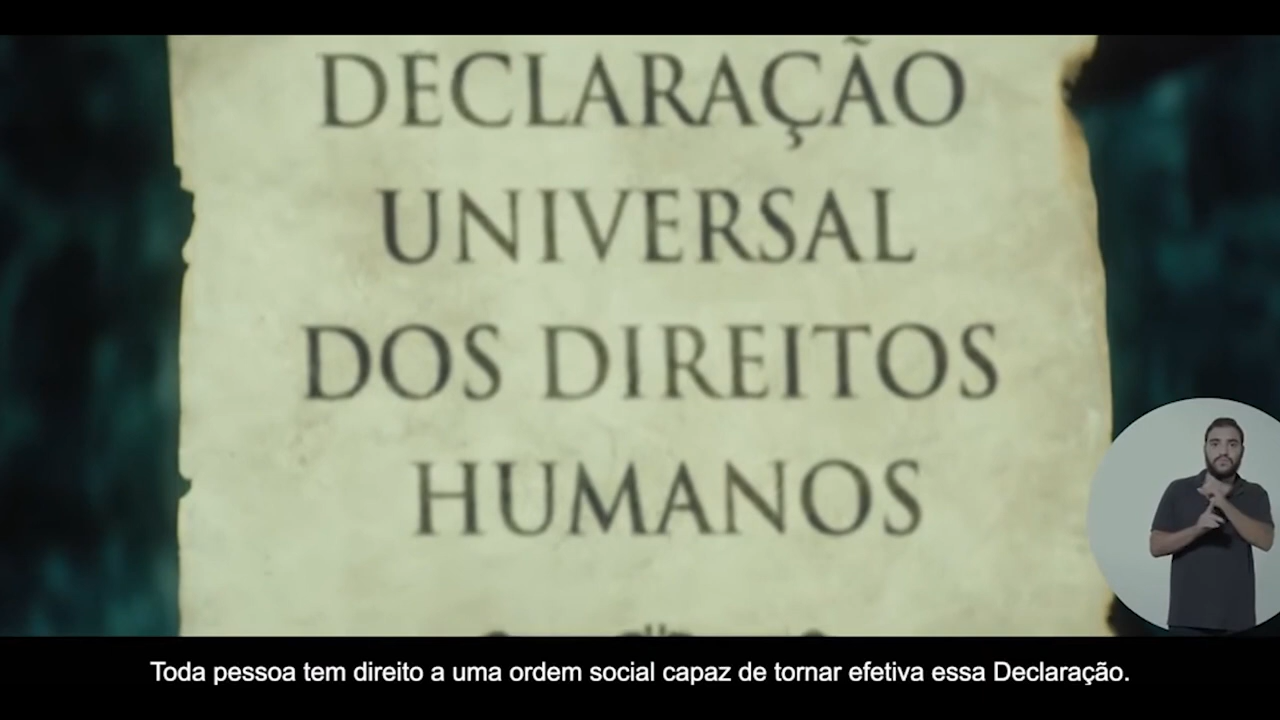 DECLARAÇÃO
UNIVERSAL
DOS DIREITOS
HUMANOS
Toda pessoa tem direito a uma ordem social capaz de tornar efetiva essa Declaração.